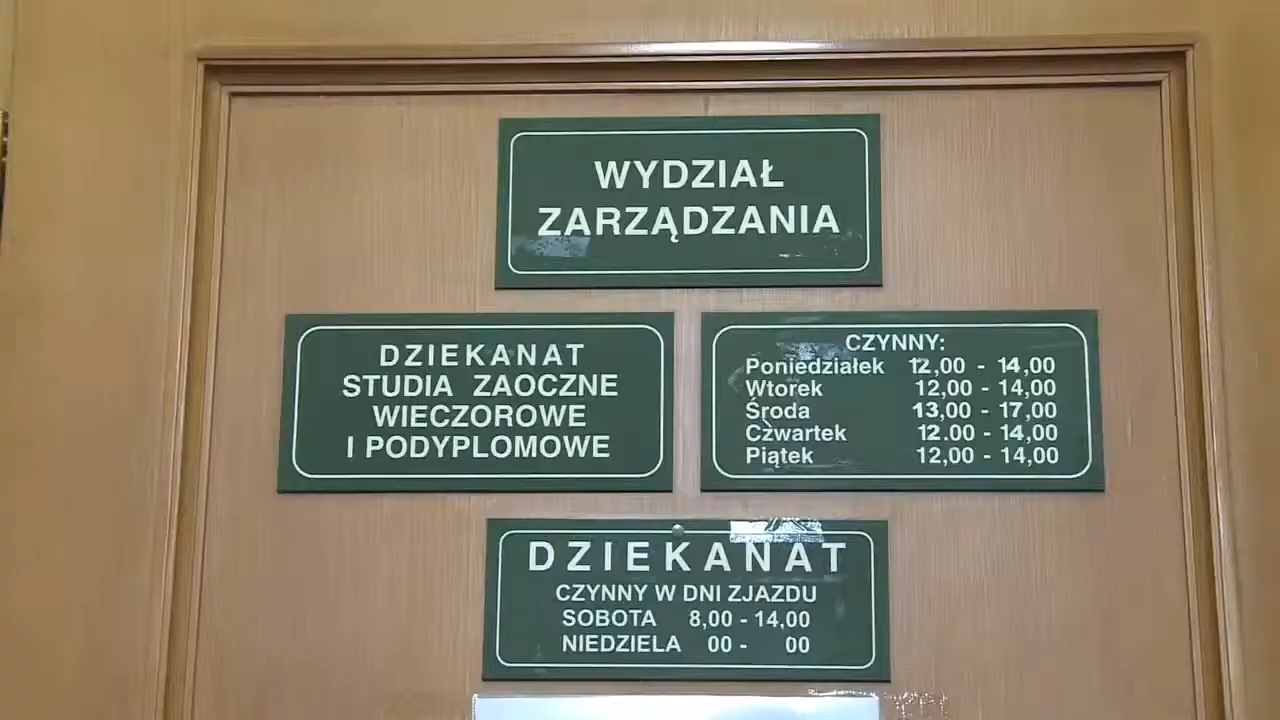 WYDZIAŁ
ZARZĄDZANIA
DZIEKANAT
STUDIA ZAOCZNE
WIECZOROWE
I PODYPLOMOWE
CZYNNY:
Poniedziałek 12,00 - 14,00
Wtorek 12,00 - 14,00
Środa 13,00 - 17,00
Czwartek 12.00 - 14,00
Piątek 12,00 - 14,00
DZIEKANAT
CZYNNY W DNI ZJAZDU
SOBOTA 8,00 - 14,00
NIEDZIELA 00 - 00